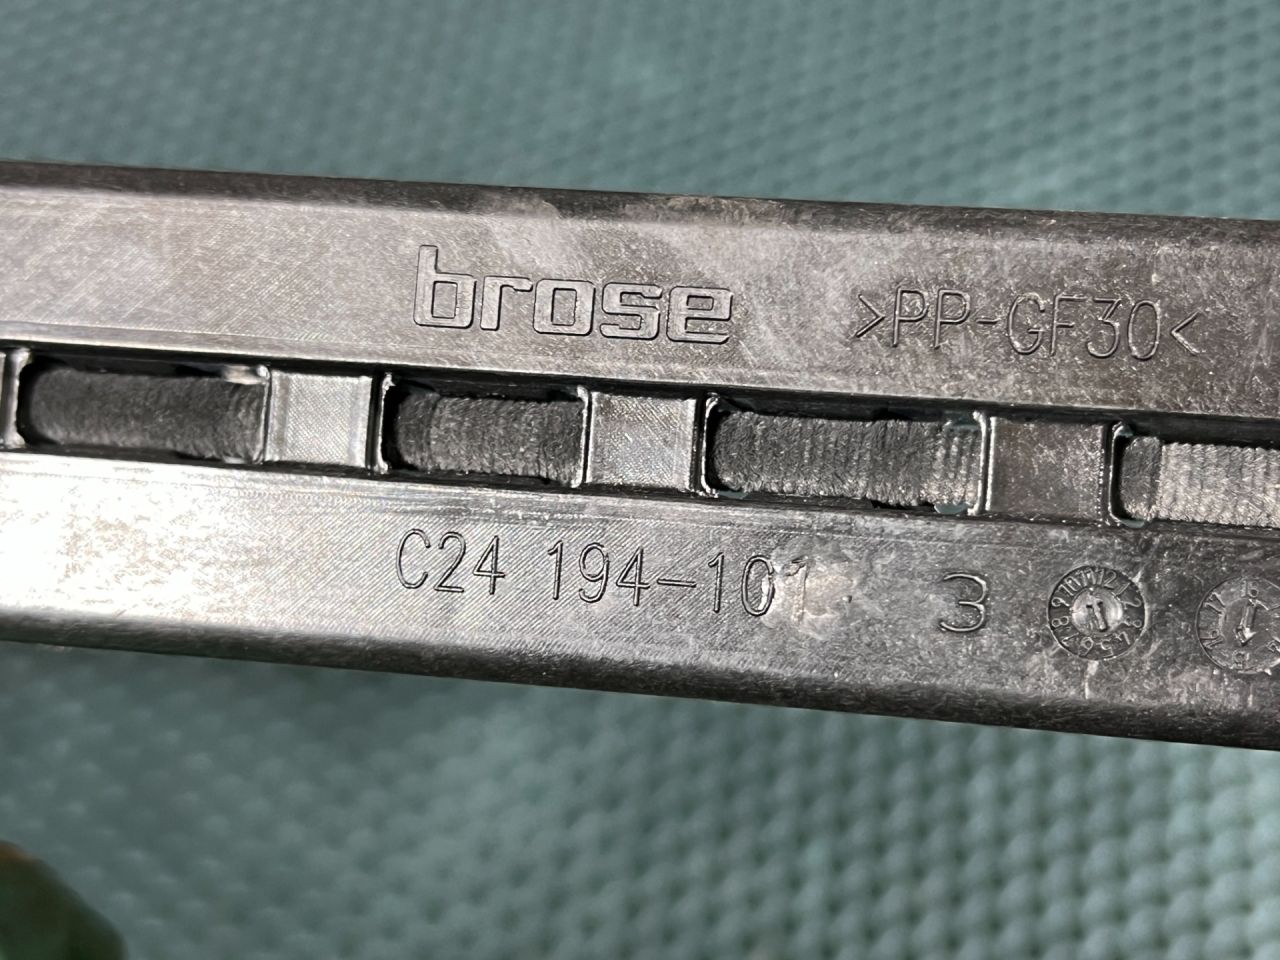 brose
>PP-GF30<
C24 194-101
3